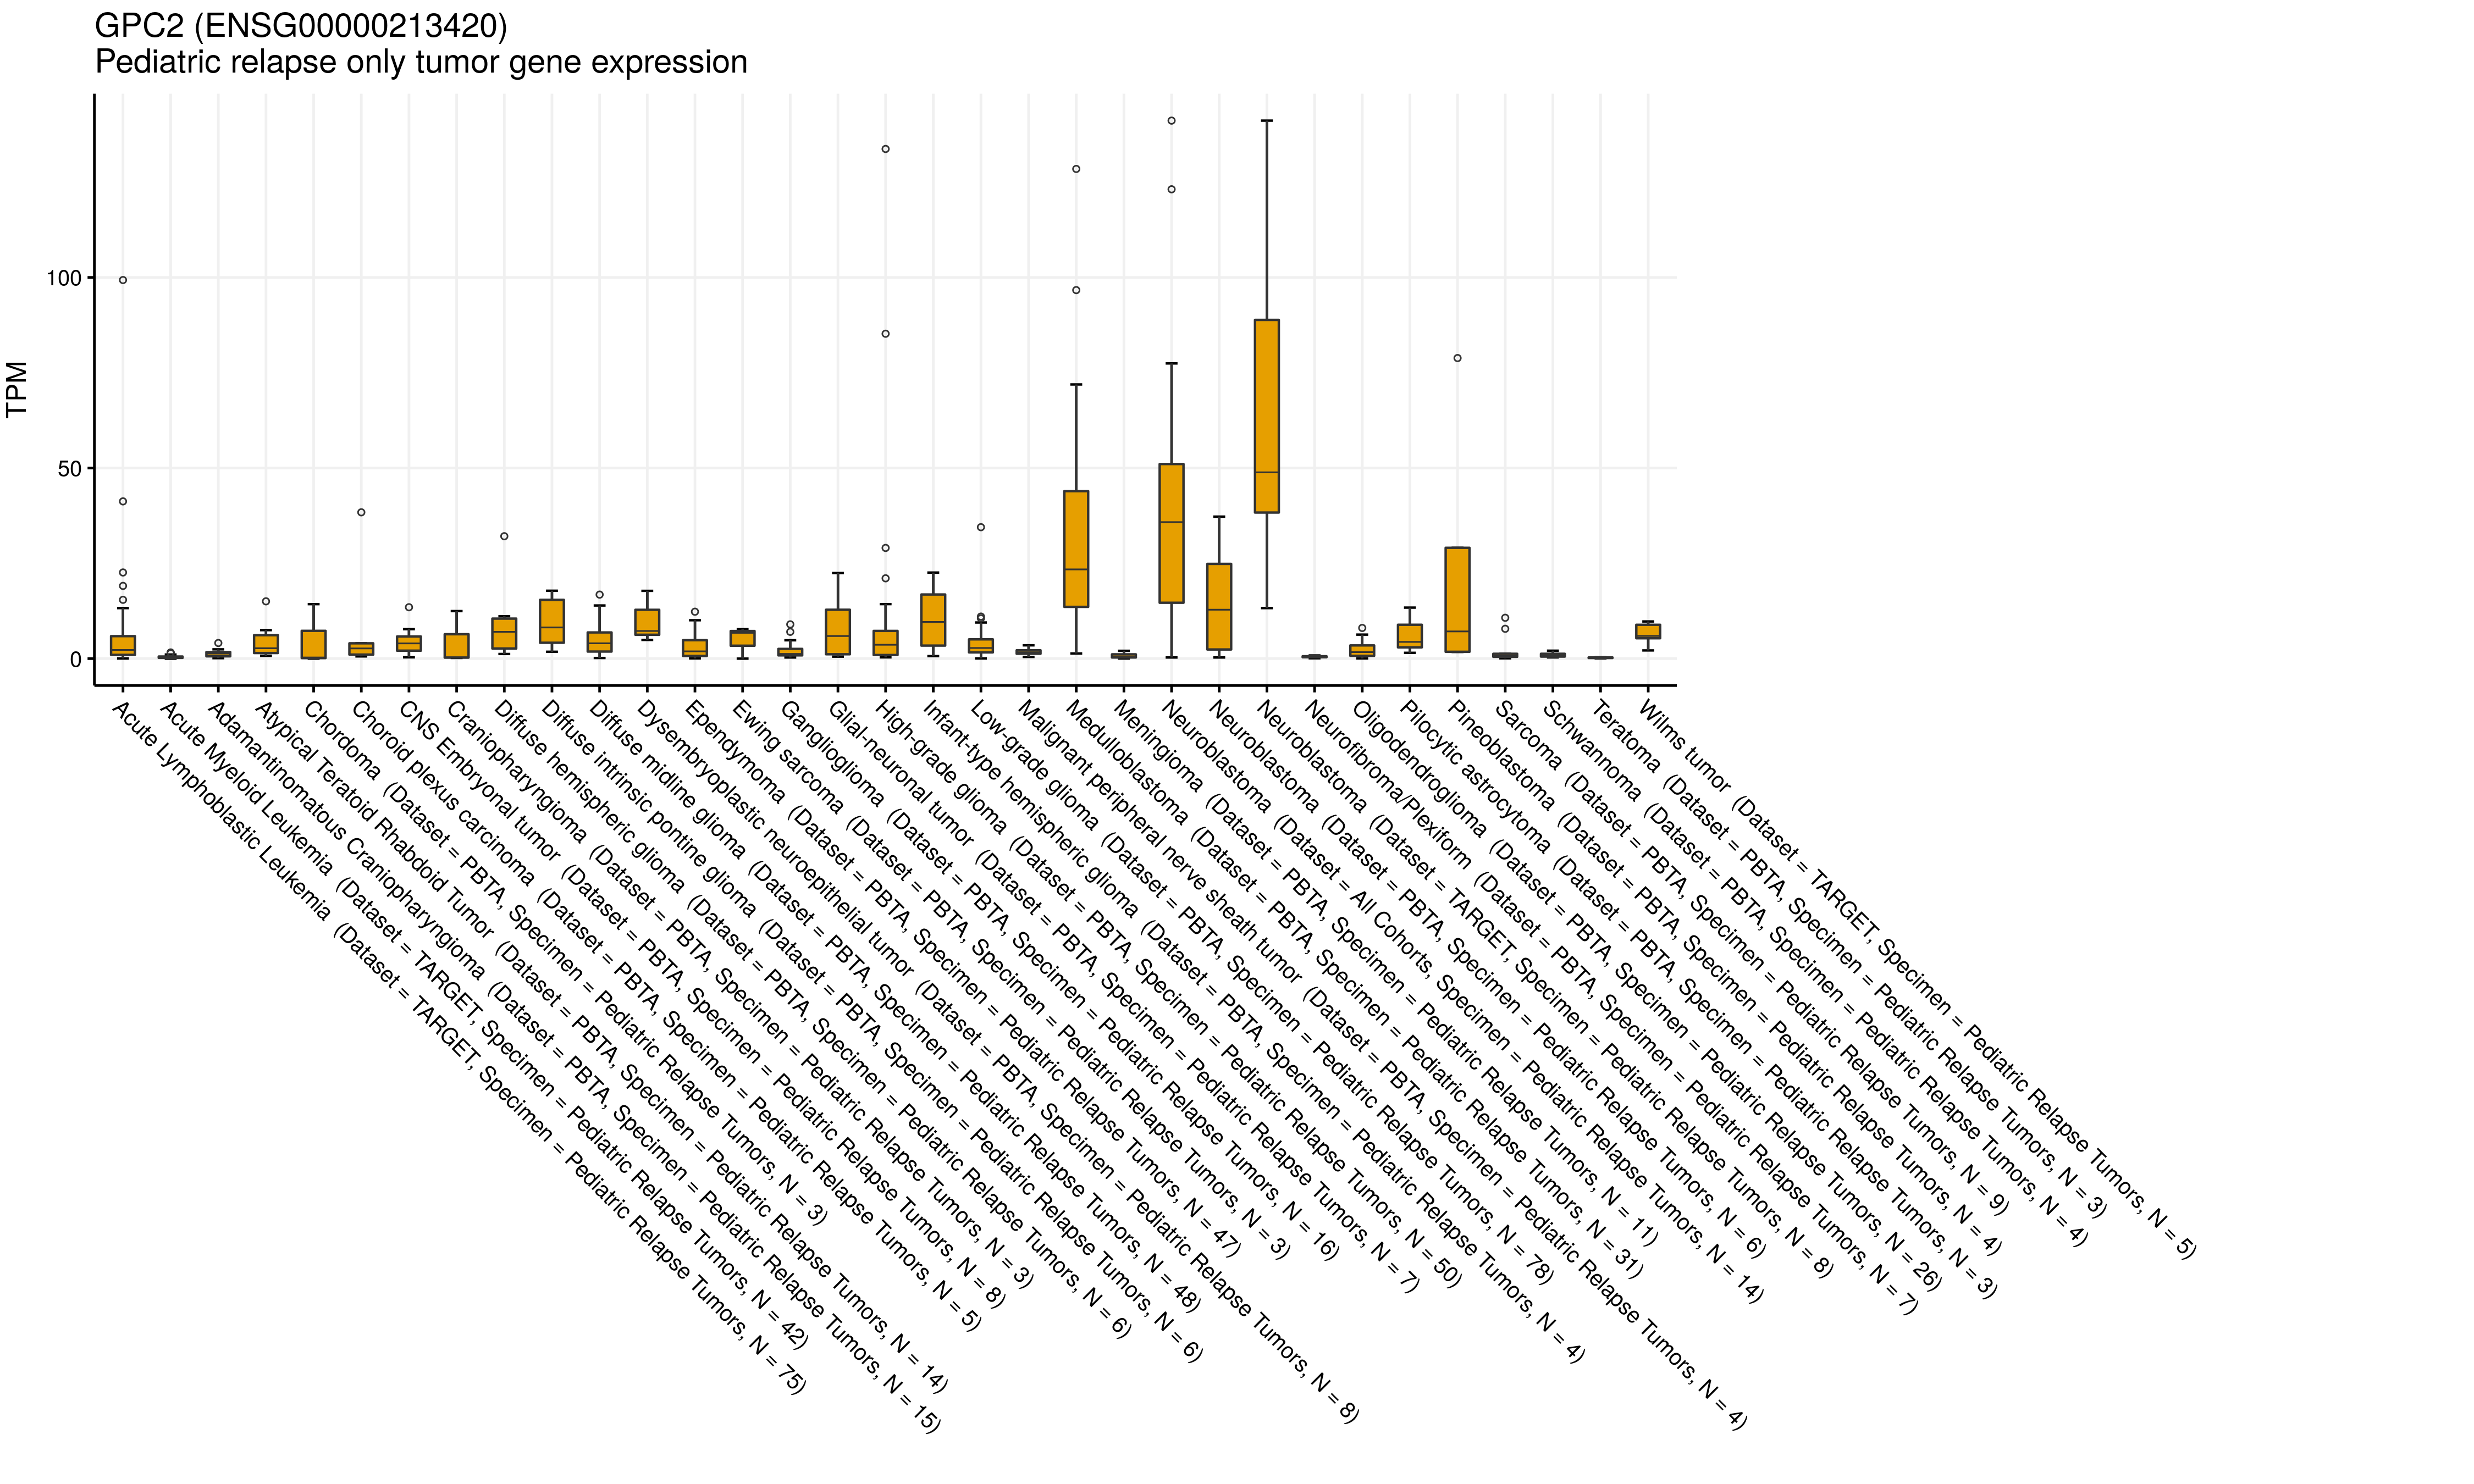 GPC2 (ENSG00000213420)
Pediatric relapse only tumor gene expression
TPM
100
50
0
Acute Lymphoblastic Leukemia (Dataset = TARGET, Specimen = Pediatric Relapse Tumors, N = 75)
Acute Myeloid Leukemia (Dataset = TARGET, Specimen = Pediatric Relapse Tumors, N = 42)
Adamantinomatous Craniopharyngioma (Dataset = PBTA, Specimen = Pediatric Relapse Tumors, N = 15)
Atypical Teratoid Rhabdoid Tumor (Dataset = PBTA, Specimen = Pediatric Relapse Tumors, N = 14)
Chordoma (Dataset = PBTA, Specimen = Pediatric Relapse Tumors, N = 3)
Choroid plexus carcinoma (Dataset = PBTA, Specimen = Pediatric Relapse Tumors, N = 5)
CNS Embryonal tumor (Dataset = PBTA, Specimen = Pediatric Relapse Tumors, N = 8)
Craniopharyngioma (Dataset = PBTA, Specimen = Pediatric Relapse Tumors, N = 3)
Diffuse hemispheric glioma (Dataset = PBTA, Specimen = Pediatric Relapse Tumors, N = 6)
Diffuse intrinsic pontine glioma (Dataset = PBTA, Specimen = Pediatric Relapse Tumors, N = 6)
Diffuse midline glioma (Dataset = PBTA, Specimen = Pediatric Relapse Tumors, N = 48)
Dysembryoplastic neuroepithelial tumor (Dataset = PBTA, Specimen = Pediatric Relapse Tumors, N = 8)
Ependymoma (Dataset = PBTA, Specimen = Pediatric Relapse Tumors, N = 47)
Ewing sarcoma (Dataset = PBTA, Specimen = Pediatric Relapse Tumors, N = 3)
Ganglioglioma (Dataset = PBTA, Specimen = Pediatric Relapse Tumors, N = 16)
Glial-neuronal tumor (Dataset = PBTA, Specimen = Pediatric Relapse Tumors, N = 7)
High-grade glioma (Dataset = PBTA, Specimen = Pediatric Relapse Tumors, N = 50)
Infant-type hemispheric glioma (Dataset = PBTA, Specimen = Pediatric Relapse Tumors, N = 4)
Low-grade glioma (Dataset = PBTA, Specimen = Pediatric Relapse Tumors, N = 78)
Malignant peripheral nerve sheath tumor (Dataset = PBTA, Specimen = Pediatric Relapse Tumors, N = 4)
Medulloblastoma (Dataset = PBTA, Specimen = Pediatric Relapse Tumors, N = 31)
Meningioma (Dataset = PBTA, Specimen = Pediatric Relapse Tumors, N = 11)
Neuroblastoma (Dataset = All Cohorts, Specimen = Pediatric Relapse Tumors, N = 14)
Neuroblastoma (Dataset = PBTA, Specimen = Pediatric Relapse Tumors, N = 6)
Neuroblastoma (Dataset = TARGET, Specimen = Pediatric Relapse Tumors, N = 8)
Neurofibroma/Plexiform (Dataset = PBTA, Specimen = Pediatric Relapse Tumors, N = 7)
Oligodendroglioma (Dataset = PBTA, Specimen = Pediatric Relapse Tumors, N = 26)
Pilocytic astrocytoma (Dataset = PBTA, Specimen = Pediatric Relapse Tumors, N = 3)
Pineoblastoma (Dataset = PBTA, Specimen = Pediatric Relapse Tumors, N = 4)
Sarcoma (Dataset = PBTA, Specimen = Pediatric Relapse Tumors, N = 9)
Schwannoma (Dataset = PBTA, Specimen = Pediatric Relapse Tumors, N = 4)
Teratoma (Dataset = PBTA, Specimen = Pediatric Relapse Tumors, N = 3)
Wilms tumor (Dataset = TARGET, Specimen = Pediatric Relapse Tumors, N = 5)